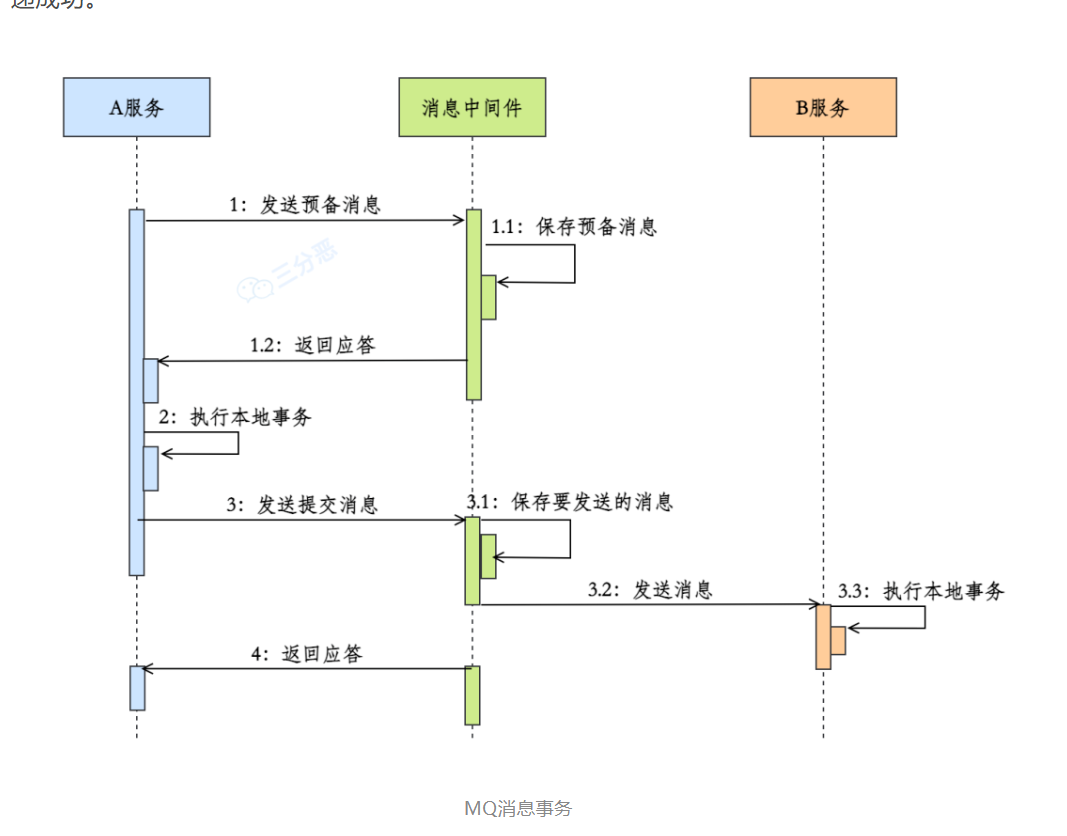 递成功。
A服务
消息中间件
B服务
1：发送预备消息
1.1：保存预备消息
三分恶
1.2：返回应答
2：执行本地事务
3：发送提交消息
3.1：保存要发送的消息
3.2：发送消息
3.3：执行本地事务
4：返回应答
MQ消息事务